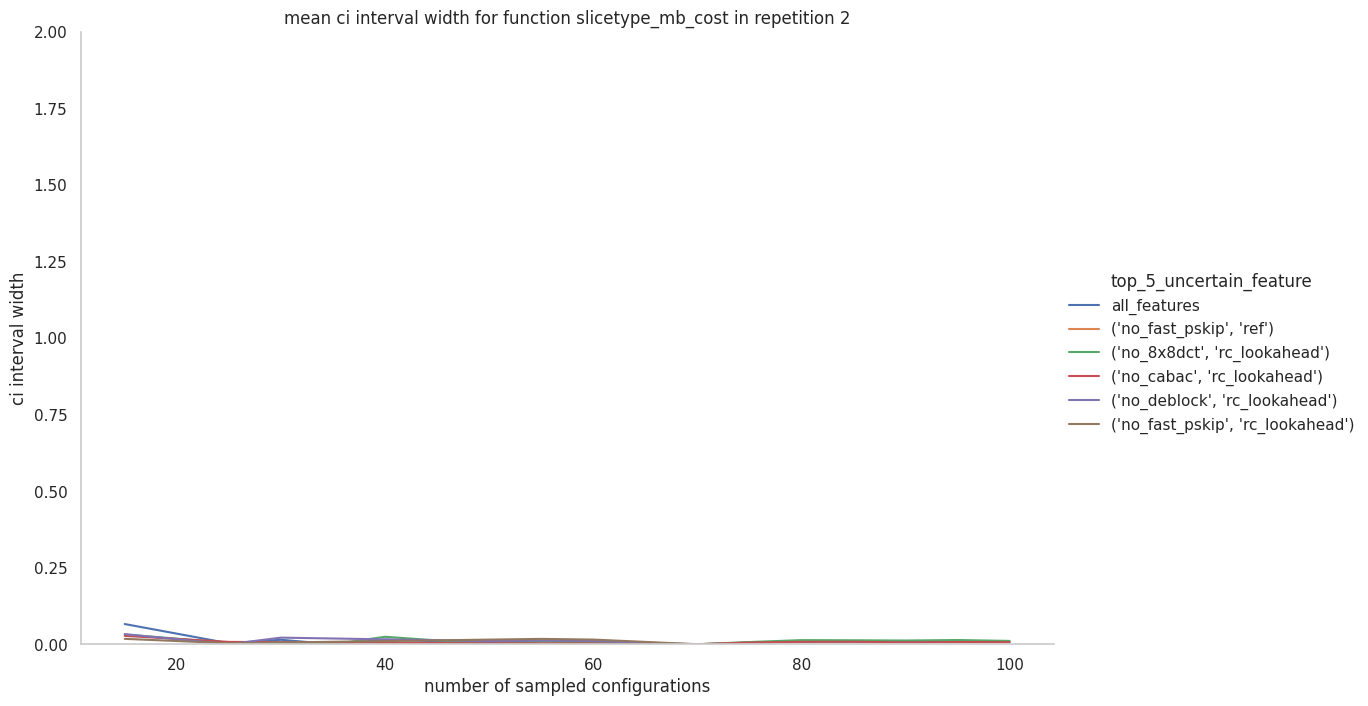 mean ci interval width for function slicetype_mb_cost in repetition 2
2.00
1.75
1.50
1.25
1.00
0.75
0.50
0.25
0.00
ci interval width
20
40
60
80
100
number of sampled configurations
top_5_uncertain_feature
all_features
('no_fast_pskip', 'ref')
('no_8x8dct', 'rc_lookahead')
('no_cabac', 'rc_lookahead')
('no_deblock', 'rc_lookahead')
('no_fast_pskip', 'rc_lookahead')